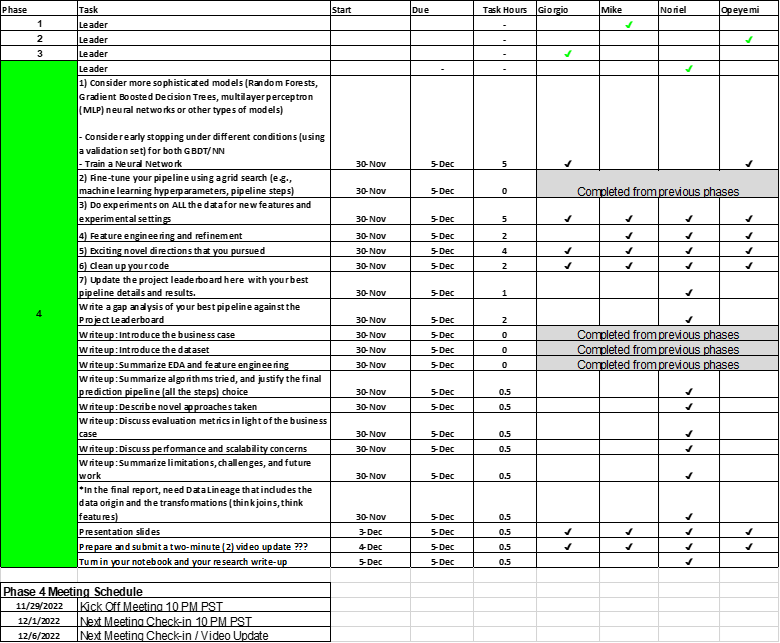 Phase Task Start Due Task Hours Giorgio Mike Noriel Opeyemi
1 Leader - ✓
2 Leader - ✓
3 Leader - ✓
Leader - - ✓
1) Consider more sophisticated models (Random Forests,
Gradient Boosted Decision Trees, multilayer perceptron
(MLP) neural networks or other types of models)
- Consider early stopping under different conditions (using
a validation set) for both GBDT/NN
- Train a Neural Network 30-Nov 5-Dec 5 ✓ ✓
2) Fine-tune your pipeline using a grid search (e.g.,
machine learning hyperparameters, pipeline steps) 30-Nov 5-Dec 0 Completed from previous phases
3) Do experiments on ALL the data for new features and
experimental settings 30-Nov 5-Dec 5 ✓ ✓ ✓ ✓
4) Feature engineering and refinement 30-Nov 5-Dec 2 ✓ ✓ ✓
5) Exciting novel directions that you pursued 30-Nov 5-Dec 4 ✓ ✓ ✓ ✓
6) Clean up your code 30-Nov 5-Dec 2 ✓ ✓ ✓ ✓
7) Update the project leaderboard here with your best
pipeline details and results. 30-Nov 5-Dec 1 ✓
4
Write a gap analysis of your best pipeline against the
Project Leaderboard 30-Nov 5-Dec 2 ✓
Writeup: Introduce the business case 30-Nov 5-Dec 0 Completed from previous phases
Writeup: Introduce the dataset 30-Nov 5-Dec 0 Completed from previous phases
Writeup: Summarize EDA and feature engineering 30-Nov 5-Dec 0 Completed from previous phases
Writeup: Summarize algorithms tried, and justify the final
prediction pipeline (all the steps) choice 30-Nov 5-Dec 0.5 ✓
Writeup: Describe novel approaches taken 30-Nov 5-Dec 0.5 ✓
Writeup: Discuss evaluation metrics in light of the business
case 30-Nov 5-Dec 0.5 ✓
Writeup: Discuss performance and scalability concerns 30-Nov 5-Dec 0.5 ✓
Writeup: Summarize limitations, challenges, and future
work 30-Nov 5-Dec 0.5 ✓
*In the final report, need Data Lineage that includes the
data origin and the transformations (think joins, think
features) 30-Nov 5-Dec 0.5 ✓
Presentation slides 3-Dec 5-Dec 0.5 ✓ ✓ ✓ ✓
Prepare and submit a two-minute (2) video update ??? 4-Dec 5-Dec 0.5 ✓ ✓ ✓ ✓
Turn in your notebook and your research write-up 5-Dec 5-Dec 0.5 ✓
Phase 4 Meeting Schedule
11/29/2022 Kick Off Meeting 10 PM PST
12/1/2022 Next Meeting Check-in 10 PM PST
12/6/2022 Next Meeting Check-in / Video Update